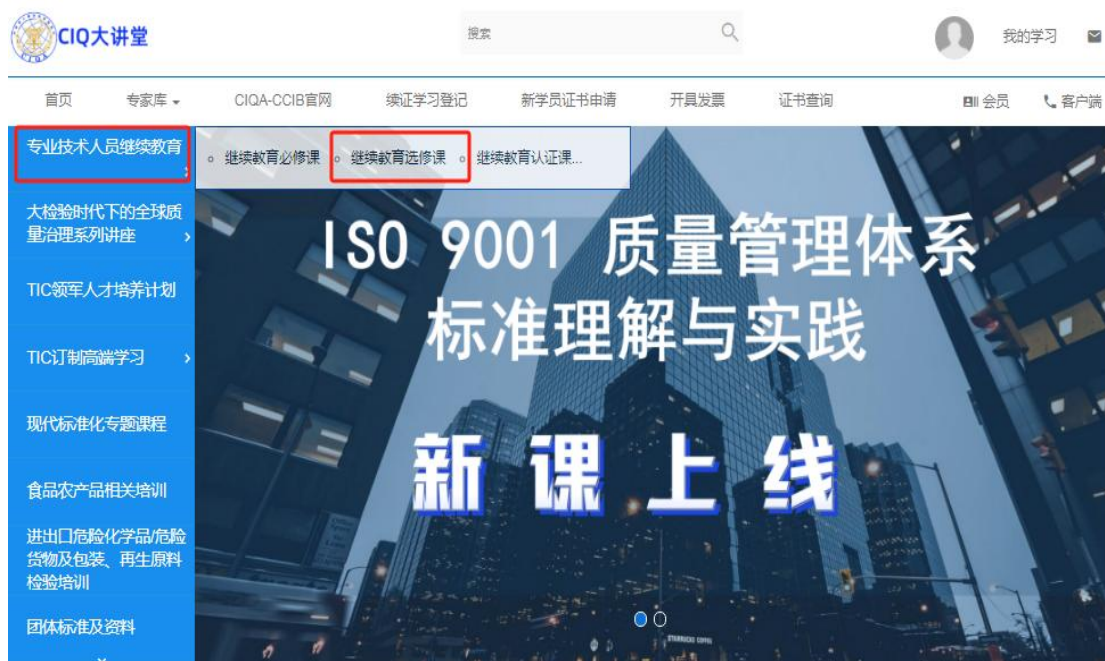 CIQ大讲堂
搜索
我的学习
首页
专家库
CIQA-CCIB官网
续证学习登记
新学员证书申请
开具发票
证书查询
会员
客户端
专业技术人员继续教育
继续教育必修课
继续教育选修课
继续教育认证课...
大检验时代下的全球质
量治理系列讲座
TIC领军人才培养计划
TIC订制高端学习
现代标准化专题课程
食品农产品相关培训
进出口危险化学品/危险
货物及包装、再生原料
检验培训
团体标准及资料
ISO 9001 质量管理体系
标准理解与实践
新课上线
STARBUCKS COFFEE